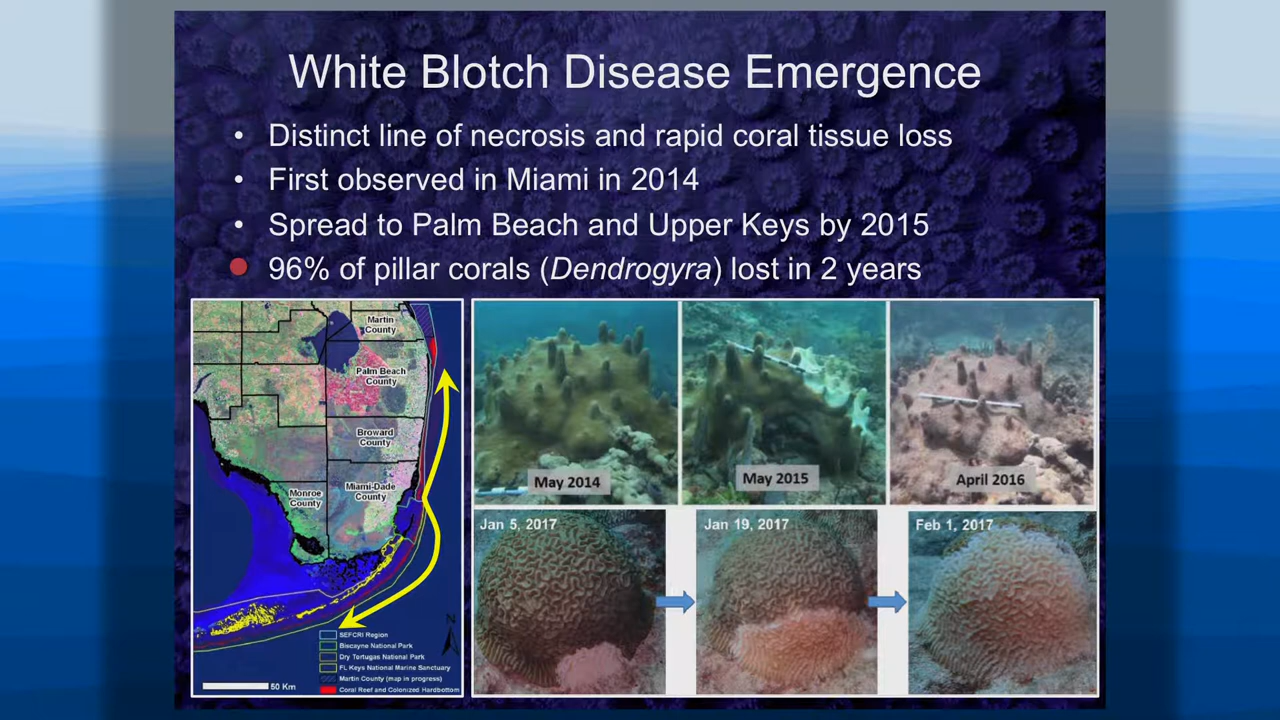 White Blotch Disease Emergence
• Distinct line of necrosis and rapid coral tissue loss
• First observed in Miami in 2014
• Spread to Palm Beach and Upper Keys by 2015
• 96% of pillar corals (Dendrogyra) lost in 2 years
Martin
County
Palm Beach
County
Broward
County
Miami-Dade
County
Monroe
County
N
SEFCRI Region
Biscayne National Park
Dry Tortugas National Park
FL Keys National Marine Sanctuary
Martin County (map in progress)
Coral Reef and Colonized Hardbottom
50 Km
May 2014
May 2015
April 2016
Jan 5, 2017
Jan 19, 2017
Feb 1, 2017